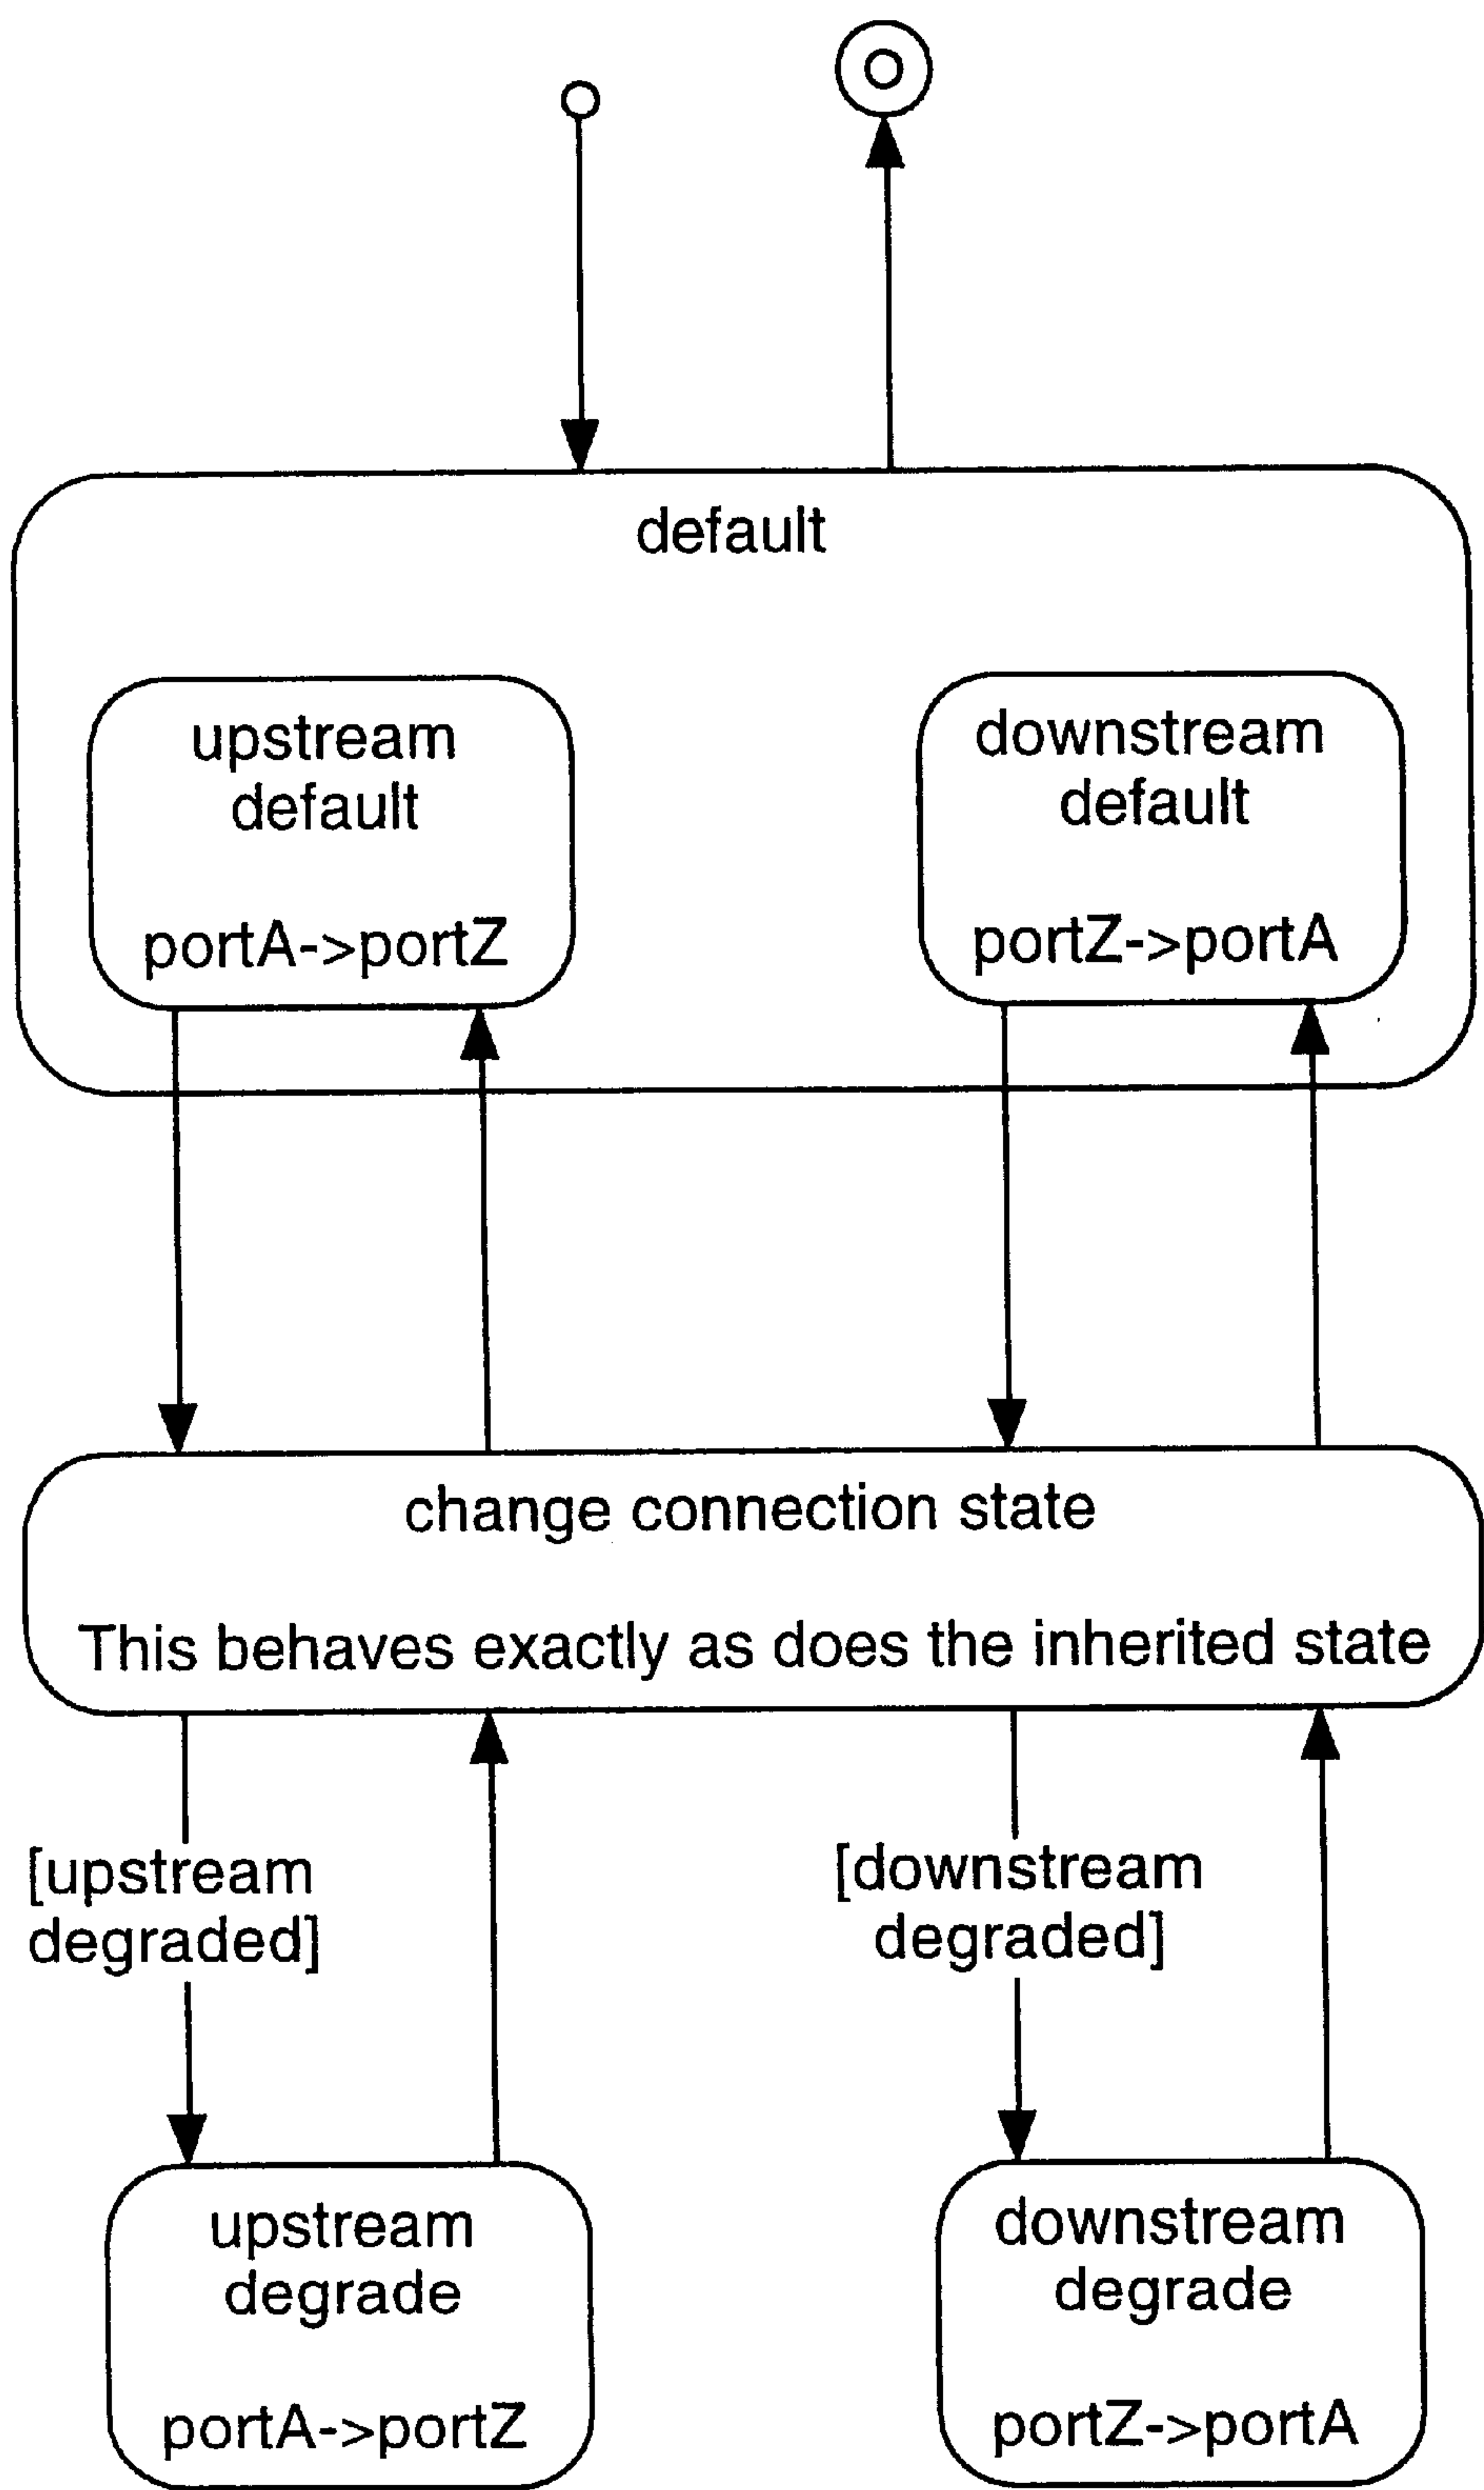 default
upstream
default
portA->portZ
downstream
default
portZ->portA
change connection state
This behaves exactly as does the inherited state
[upstream
degraded]
[downstream
degraded]
upstream
degrade
portA->portZ
downstream
degrade
portZ->portA